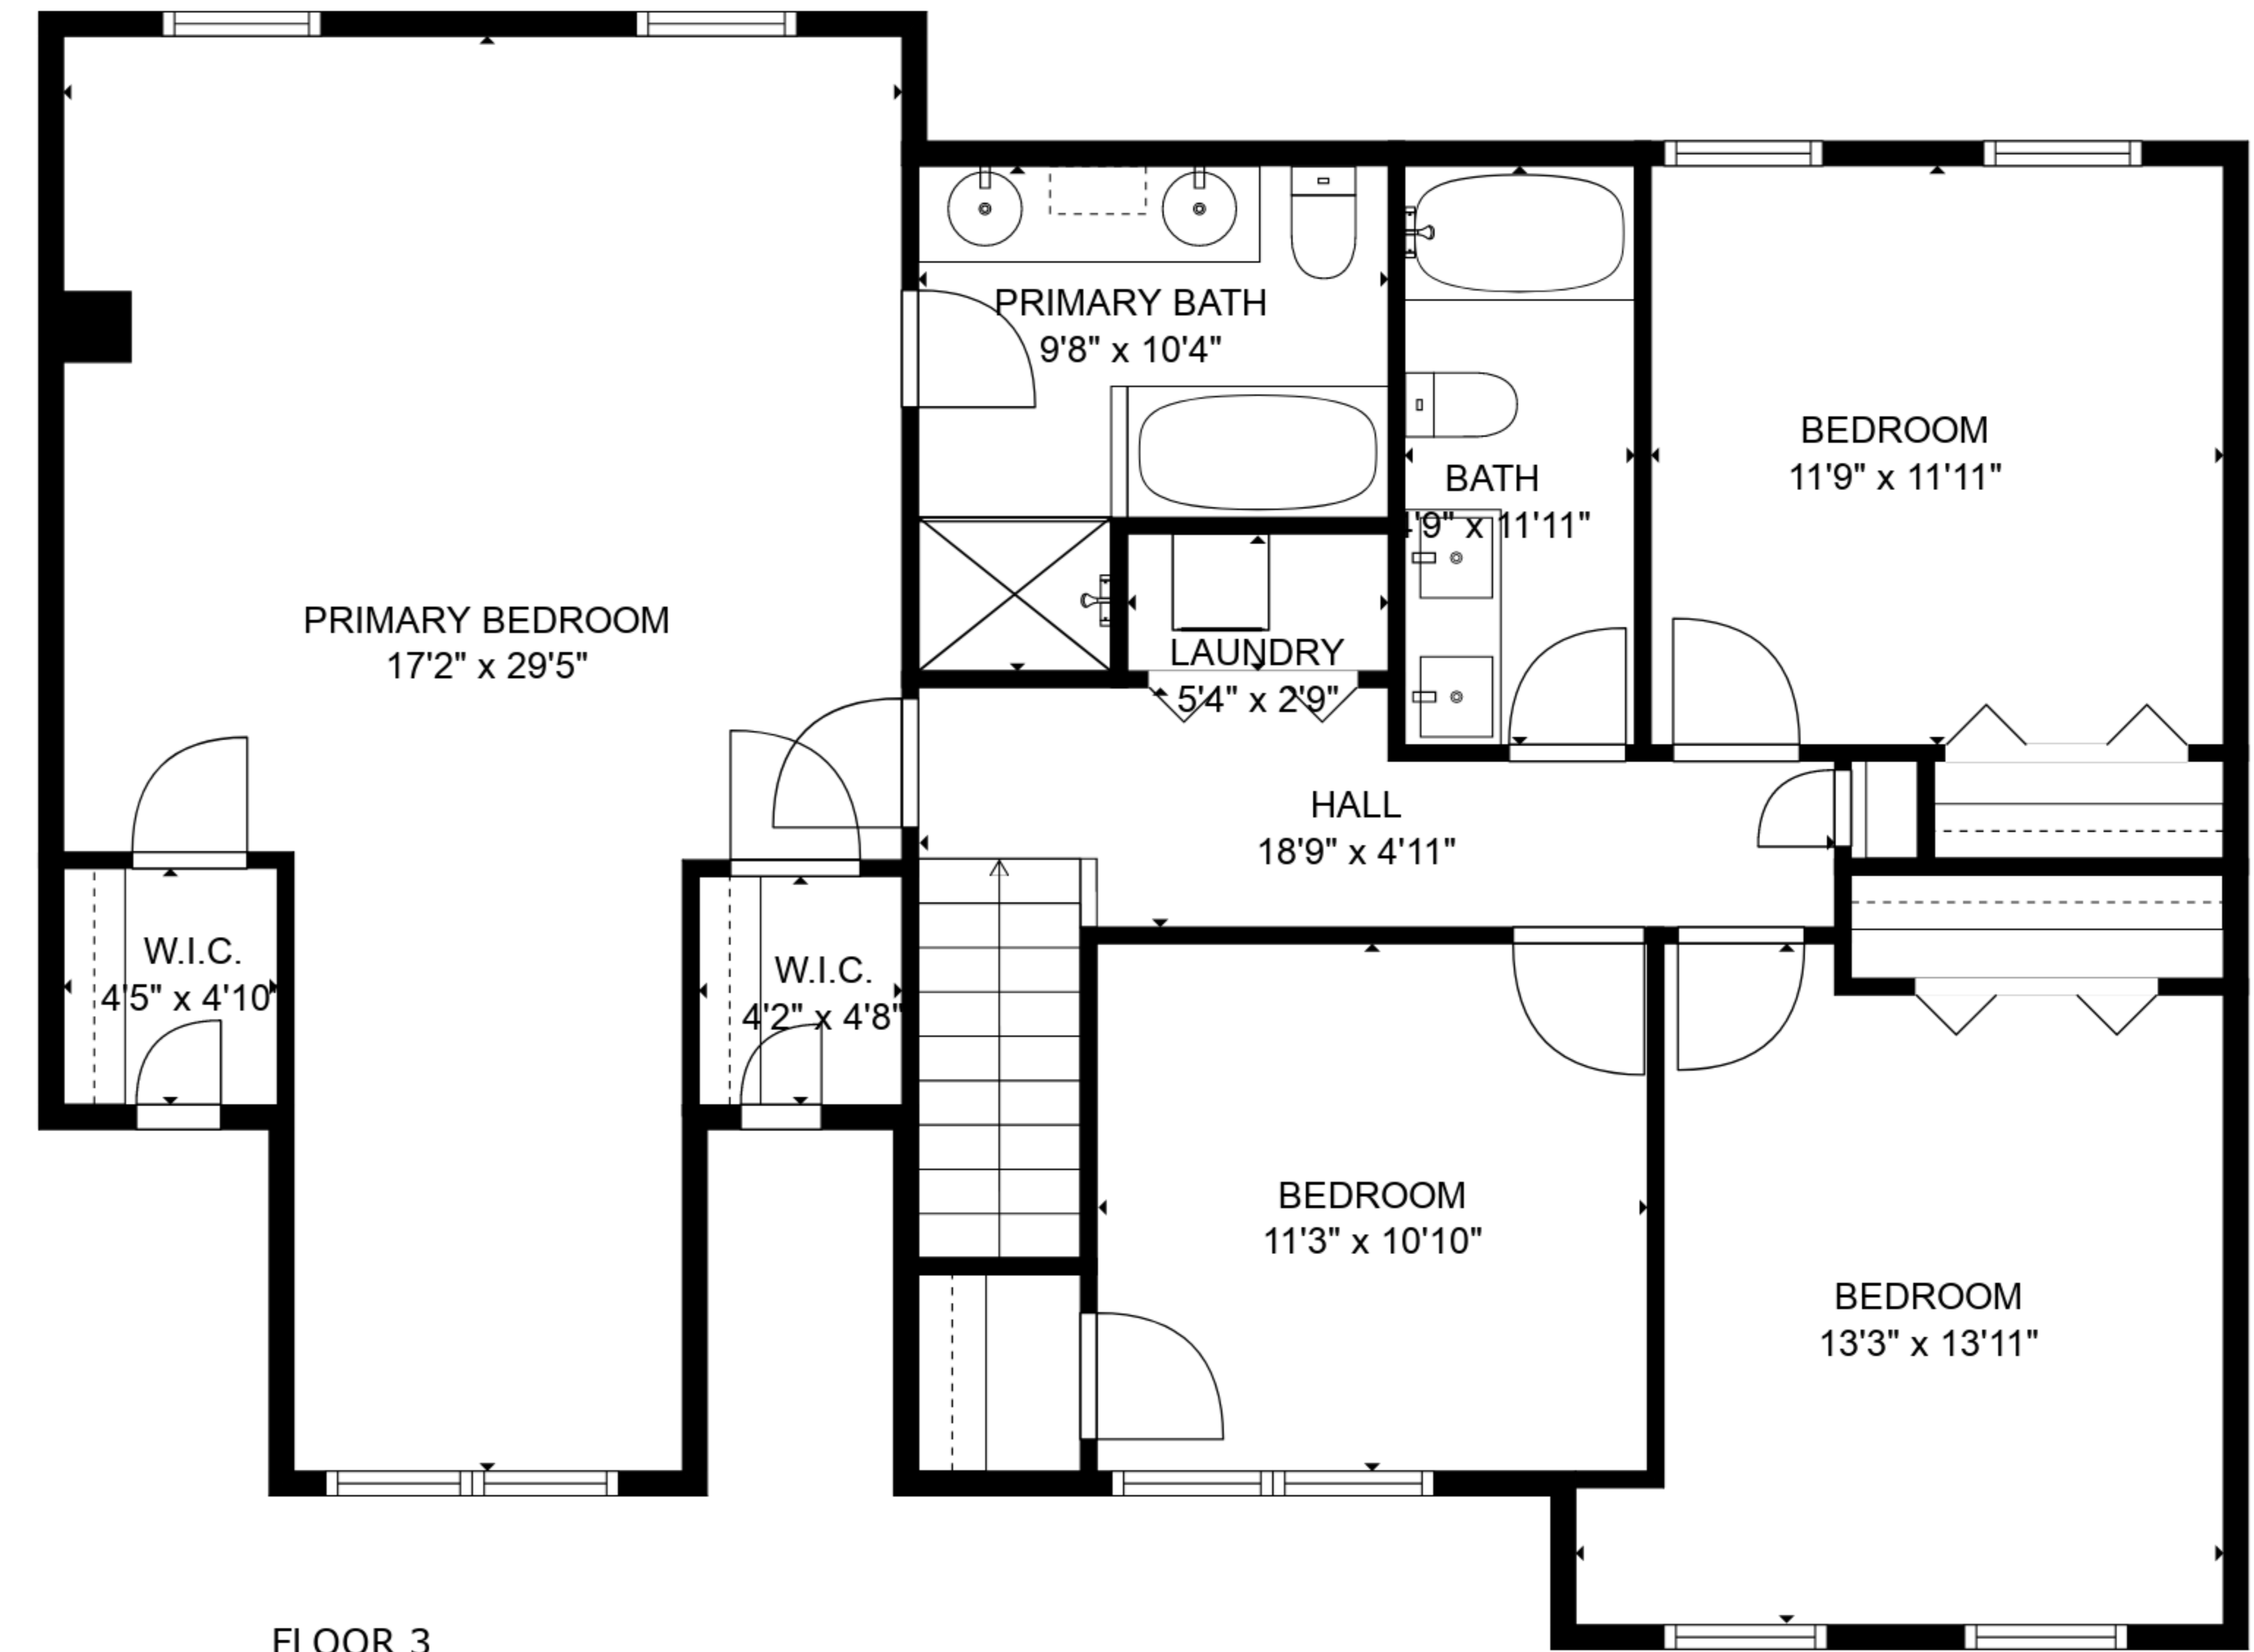 PRIMARY BATH
9'8" x 10'4"
BEDROOM
11'9" x 11'11"
BATH
4'9" x 11'11"
PRIMARY BEDROOM
17'2" x 29'5"
LAUNDRY
5'4" x 2'9"
HALL
18'9" x 4'11"
W.I.C.
4'5" x 4'10"
W.I.C.
4'2" x 4'8"
BEDROOM
11'3" x 10'10"
BEDROOM
13'3" x 13'11"
FLOOR 3